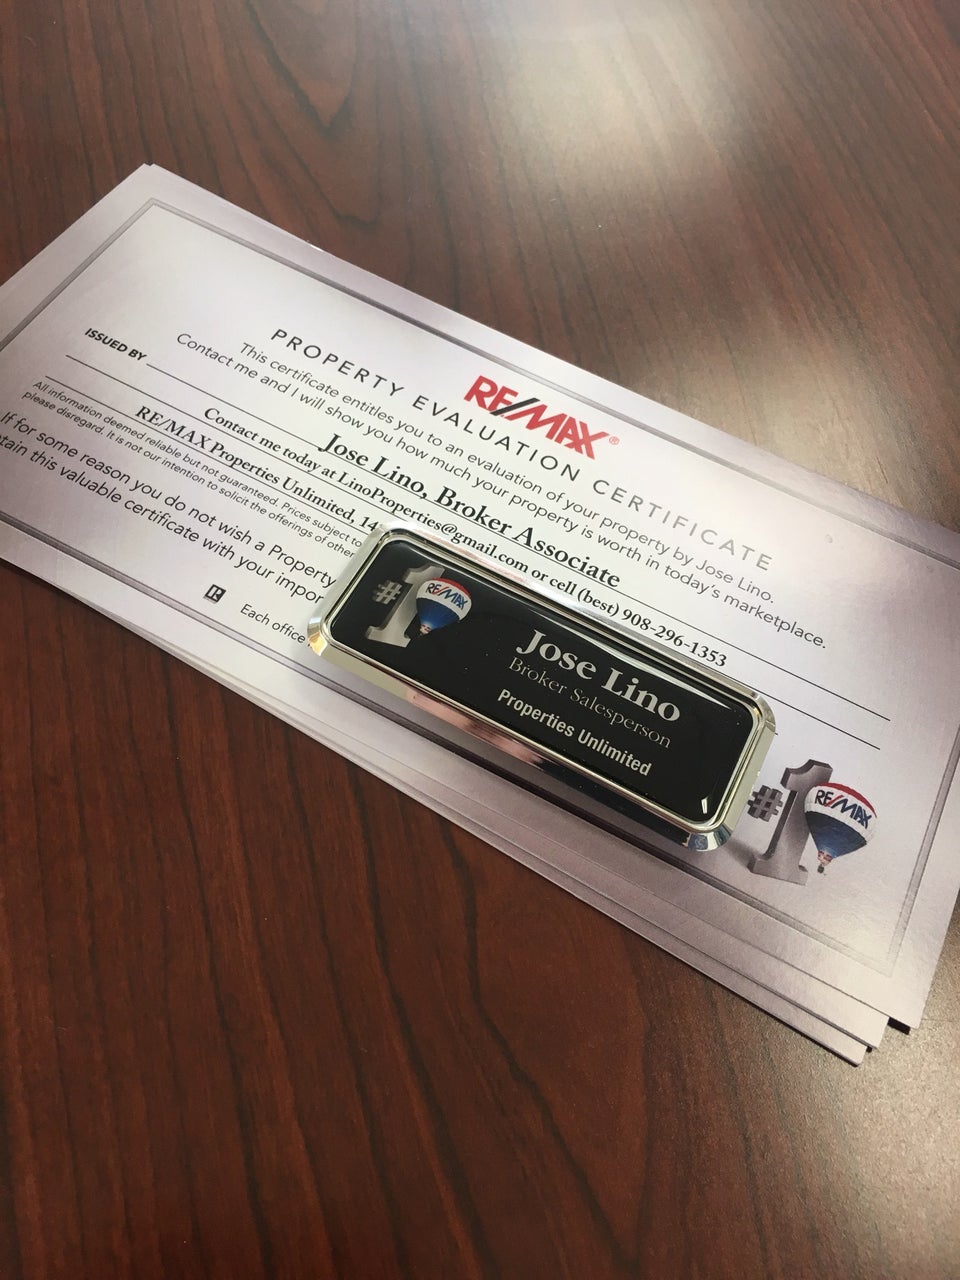 RE/MAX®
PROPERTY EVALUATION CERTIFICATE
This certificate entitles you to an evaluation of your property by Jose Lino.
Contact me and I will show you how much your property is worth in today's marketplace.
ISSUED BY
Jose Lino, Broker Associate
Contact me today at LinoProperties@gmail.com or cell (best) 908-296-1353
RE/MAX Properties Unlimited, 14
All information deemed reliable but not guaranteed. Prices subject to
please disregard. It is not our intention to solicit the offerings of other
If for some reason you do not wish a Property
this valuable certificate with your
Each office
#1 RE/MAX
Jose Lino
Broker Salesperson
Properties Unlimited
#1 RE/MAX